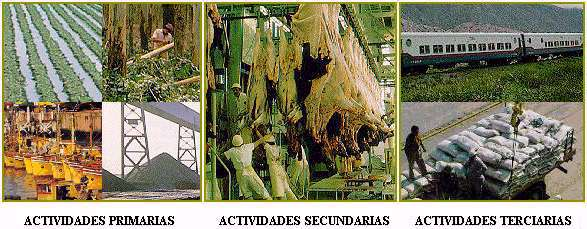 ACTIVIDADES PRIMARIAS
ACTIVIDADES SECUNDARIAS
ACTIVIDADES TERCIARIAS